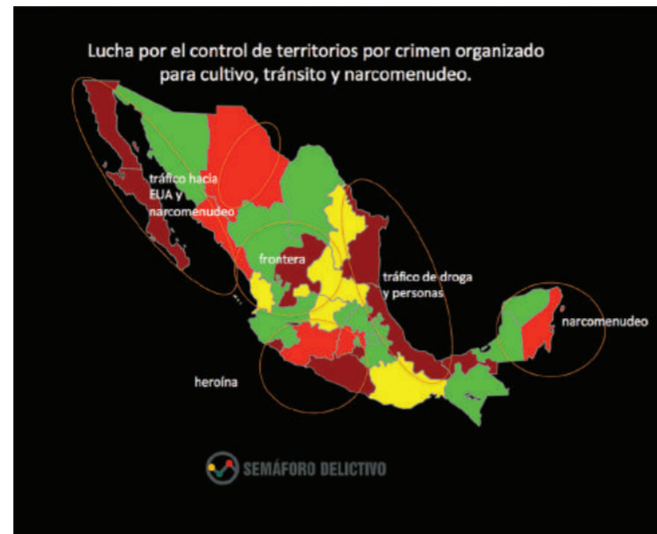 Lucha por el control de territorios por crimen organizado
para cultivo, tránsito y narcomenudeo.
tráfico hacia
EUA y
narcomenudeo
frontera
tráfico de droga
y personas
narcomenudeo
heroína
SEMÁFORO DELICTIVO